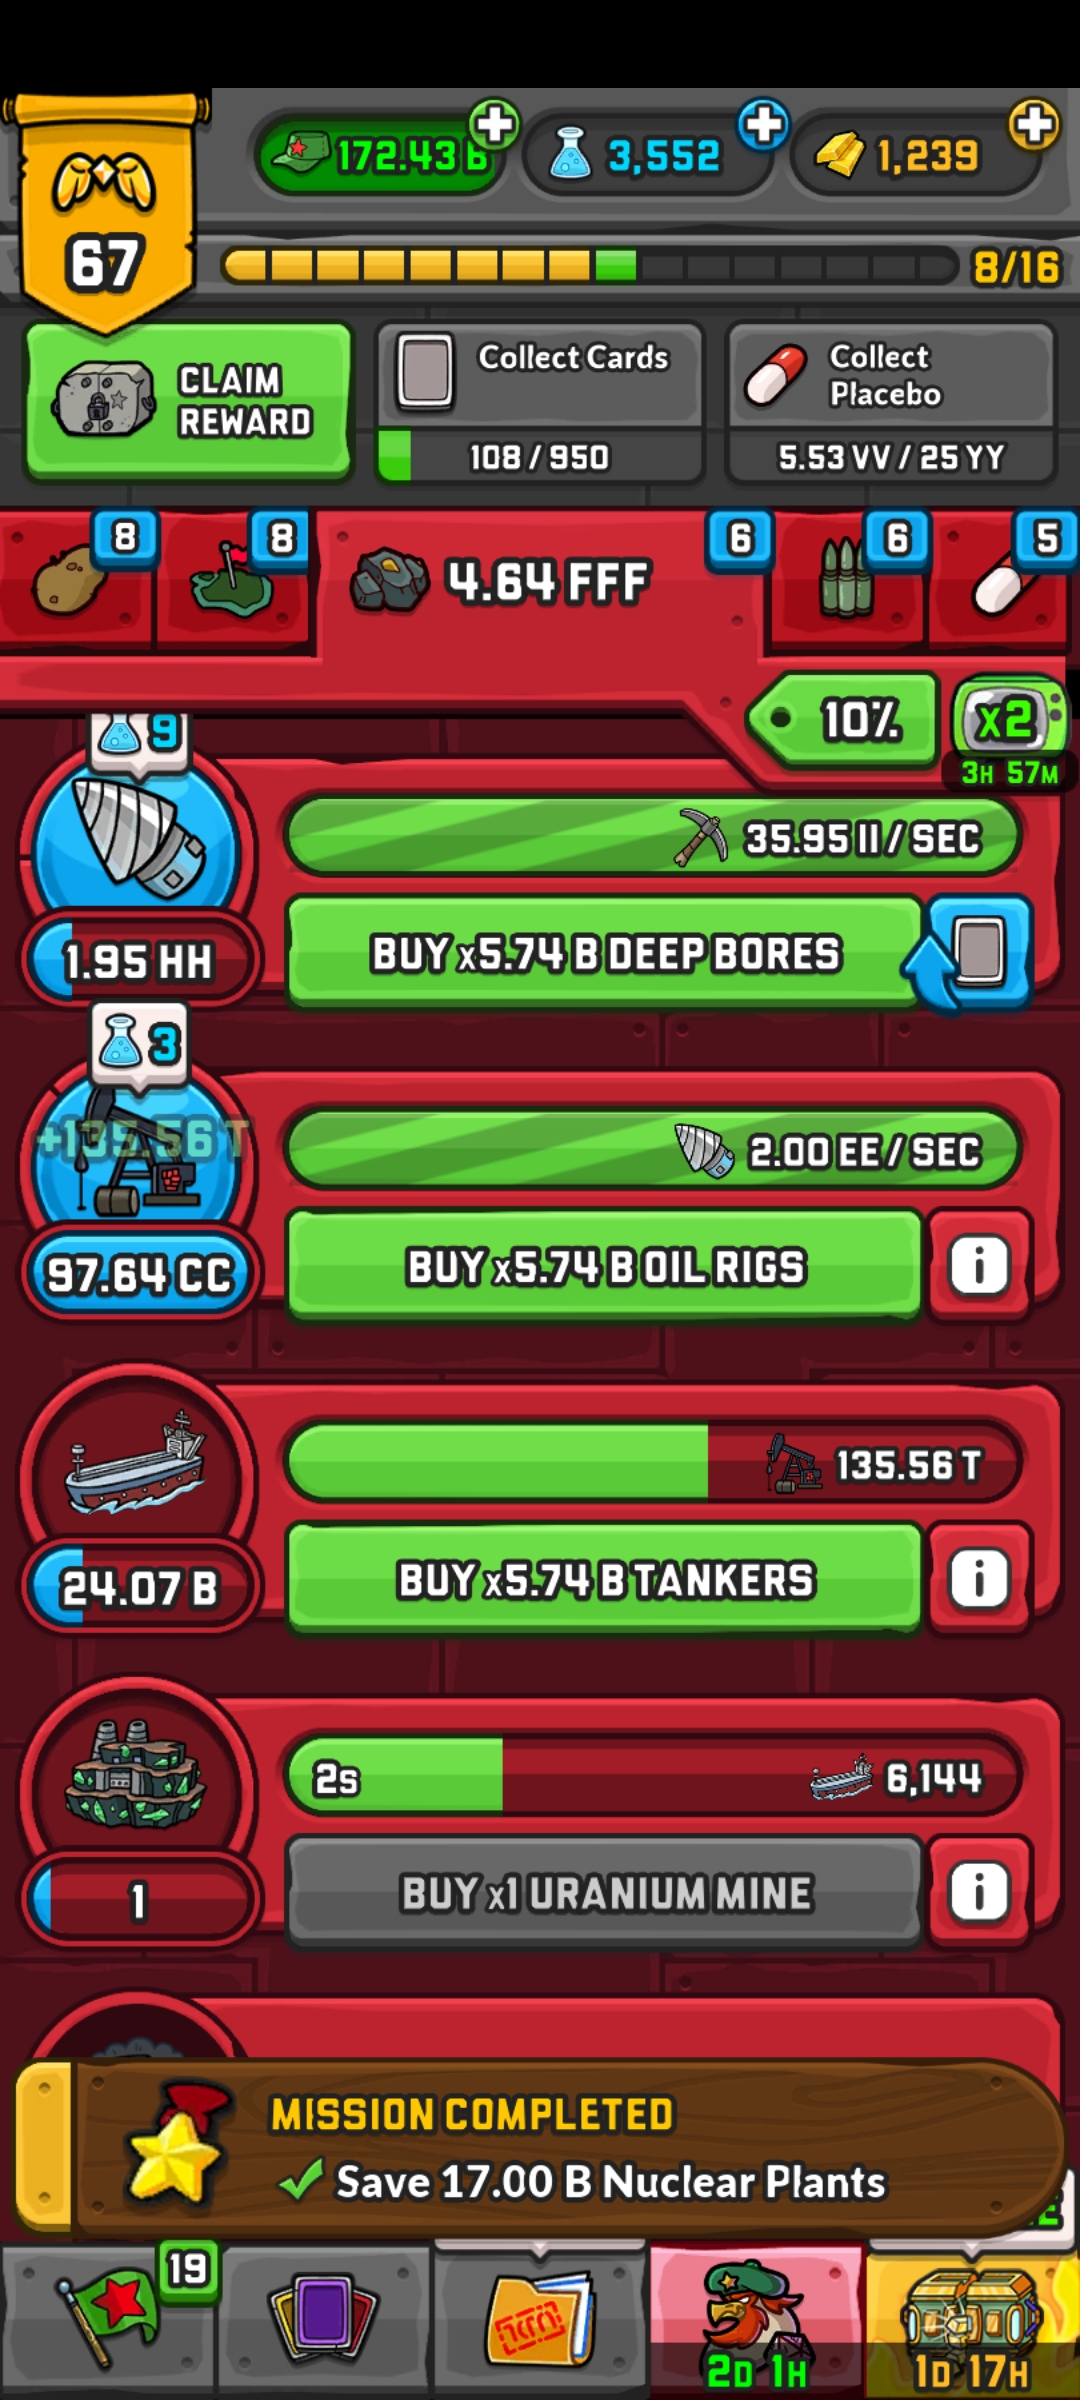 67
172.43 B
3,552
1,239
8/16
CLAIM
REWARD
Collect Cards
108 / 950
Collect
Placebo
5.53 VV / 25 YY
8
8
4.64 FFF
6
6
5
10%
x2
3H 57M
9
35.95 II / SEC
1.95 HH
BUY x5.74 B DEEP BORES
3
+135.56 T
2.00 EE / SEC
97.64 CC
BUY x5.74 B OIL RIGS
i
135.56 T
24.07 B
BUY x5.74 B TANKERS
i
2s
6,144
1
BUY x1 URANIUM MINE
i
MISSION COMPLETED
Save 17.00 B Nuclear Plants
19
2D 1H
1D 17H